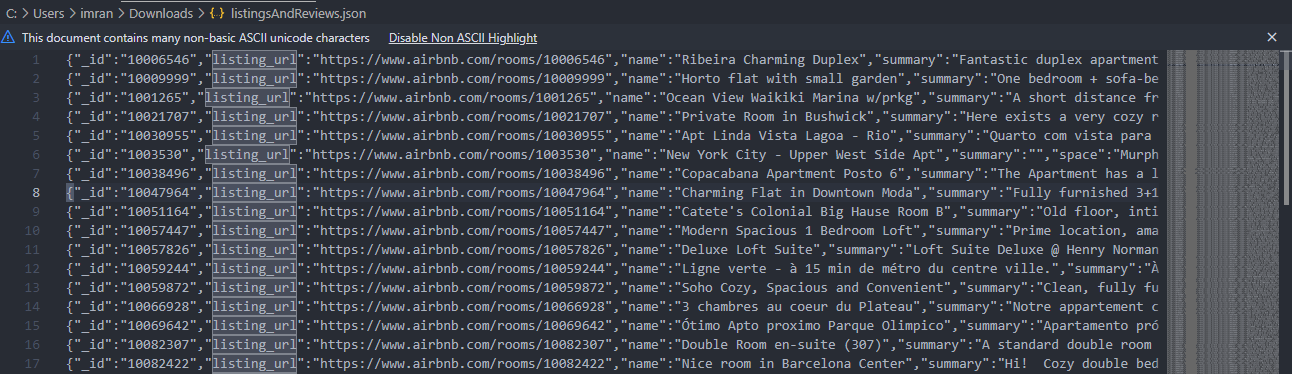 C: > Users > imran > Downloads > {} listingsAndReviews.json
This document contains many non-basic ASCII unicode characters Disable Non ASCII Highlight
1 {"_id":"10006546","listing_url":"https://www.airbnb.com/rooms/10006546","name":"Ribeira Charming Duplex","summary":"Fantastic duplex apartment
2 {"_id":"10009999","listing_url":"https://www.airbnb.com/rooms/10009999","name":"Horto flat with small garden","summary":"One bedroom + sofa-be
3 {"_id":"1001265","listing_url":"https://www.airbnb.com/rooms/1001265","name":"Ocean View Waikiki Marina w/prkg","summary":"A short distance fr
4 {"_id":"10021707","listing_url":"https://www.airbnb.com/rooms/10021707","name":"Private Room in Bushwick","summary":"Here exists a very cozy r
5 {"_id":"10030955","listing_url":"https://www.airbnb.com/rooms/10030955","name":"Apt Linda Vista Lagoa - Rio","summary":"Quarto com vista para
6 {"_id":"1003530","listing_url":"https://www.airbnb.com/rooms/1003530","name":"New York City - Upper West Side Apt","summary":"","space":"Murph
7 {"_id":"10038496","listing_url":"https://www.airbnb.com/rooms/10038496","name":"Copacabana Apartment Posto 6","summary":"The Apartment has a l
8 {"_id":"10047964","listing_url":"https://www.airbnb.com/rooms/10047964","name":"Charming Flat in Downtown Moda","summary":"Fully furnished 3+1
9 {"_id":"10051164","listing_url":"https://www.airbnb.com/rooms/10051164","name":"Catete's Colonial Big Hause Room B","summary":"Old floor, inti
10 {"_id":"10057447","listing_url":"https://www.airbnb.com/rooms/10057447","name":"Modern Spacious 1 Bedroom Loft","summary":"Prime location, ama
11 {"_id":"10057826","listing_url":"https://www.airbnb.com/rooms/10057826","name":"Deluxe Loft Suite","summary":"Loft Suite Deluxe @ Henry Norman
12 {"_id":"10059244","listing_url":"https://www.airbnb.com/rooms/10059244","name":"Ligne verte - à 15 min de métro du centre ville.","summary":"À
13 {"_id":"10059872","listing_url":"https://www.airbnb.com/rooms/10059872","name":"Soho Cozy, Spacious and Convenient","summary":"Clean, fully fu
14 {"_id":"10066928","listing_url":"https://www.airbnb.com/rooms/10066928","name":"3 chambres au coeur du Plateau","summary":"Notre appartement c
15 {"_id":"10069642","listing_url":"https://www.airbnb.com/rooms/10069642","name":"Ótimo Apto proximo Parque Olimpico","summary":"Apartamento pró
16 {"_id":"10082307","listing_url":"https://www.airbnb.com/rooms/10082307","name":"Double Room en-suite (307)","summary":"A standard double room
17 {"_id":"10082422","listing_url":"https://www.airbnb.com/rooms/10082422","name":"Nice room in Barcelona Center","summary":"Hi!  Cozy double bed